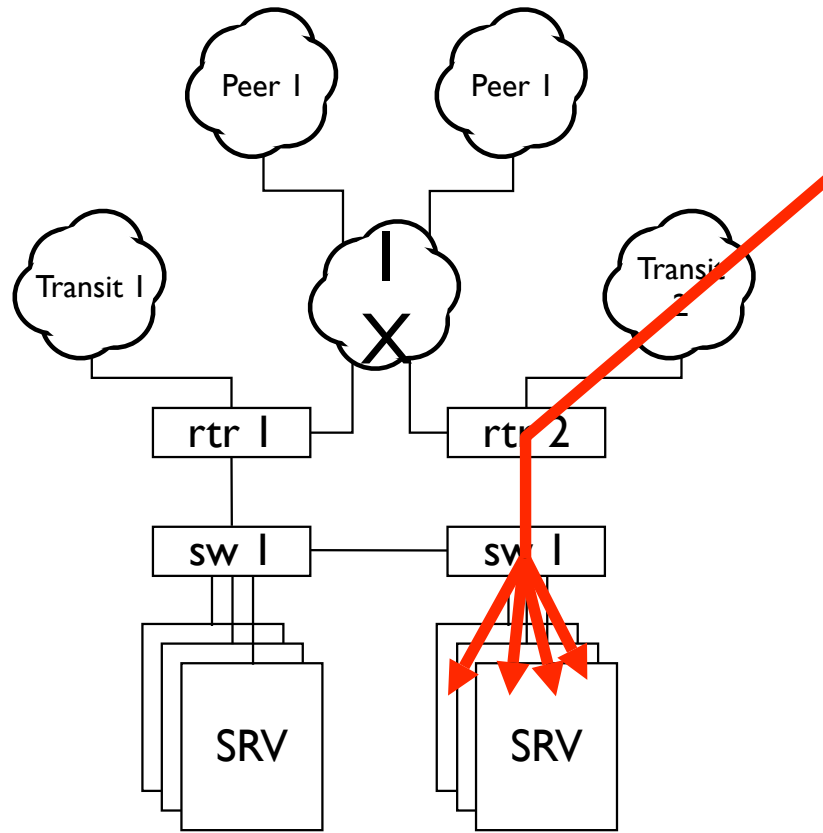 Peer 1
Peer 1
I
X
Transit 1
Transit
2
rtr 1
rtr 2
sw 1
sw 1
SRV
SRV